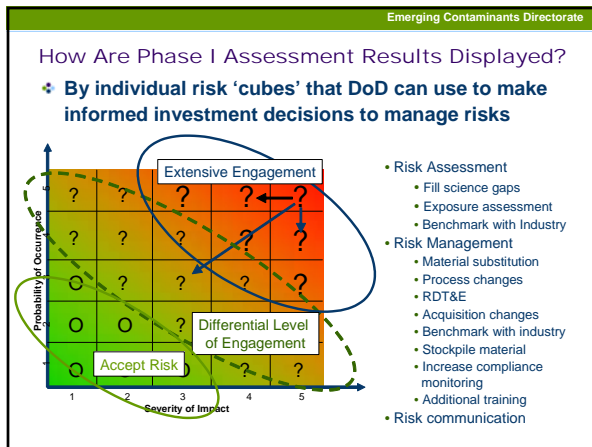 Emerging Contaminants Directorate
How Are Phase I Assessment Results Displayed?
By individual risk ‘cubes’ that DoD can use to make
informed investment decisions to manage risks
Extensive Engagement
5 ? ? ? ? ?
? ? ? ? ?
O ? ? ? ?
2 O O ?
O O ? ?
Differential Level
of Engagement
Accept Risk
Probability of Occurrence
1 2 3 4 5
Severity of Impact
• Risk Assessment
• Fill science gaps
• Exposure assessment
• Benchmark with Industry
• Risk Management
• Material substitution
• Process changes
• RDT&E
• Acquisition changes
• Benchmark with industry
• Stockpile material
• Increase compliance
monitoring
• Additional training
• Risk communication